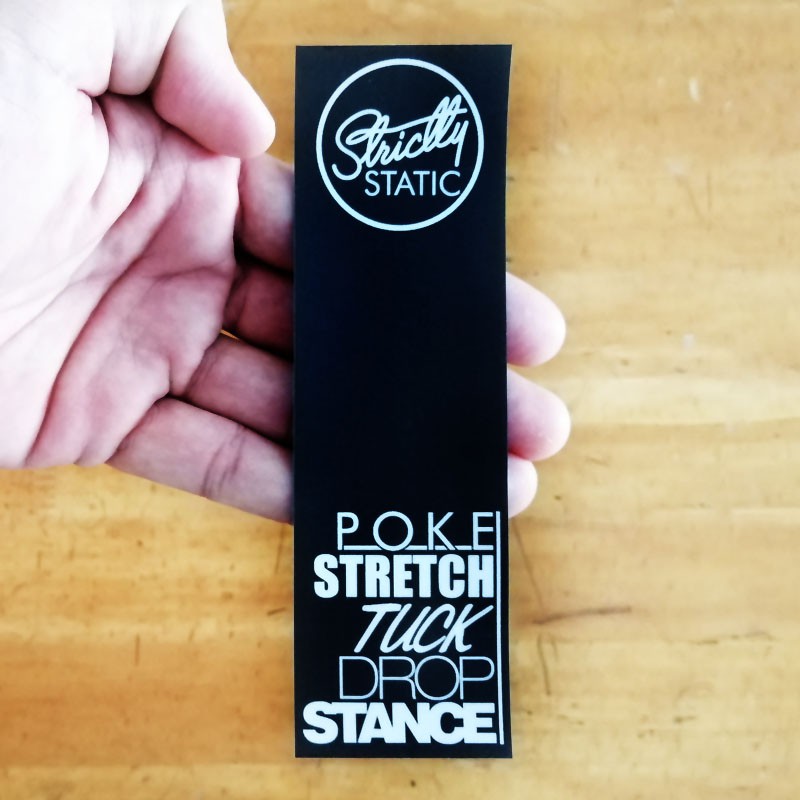 Strictly
STATIC
POKE
STRETCH
TUCK
DROP
STANCE